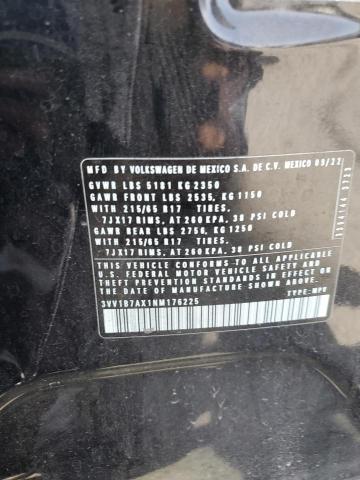 MFD BY VOLKSWAGEN DE MEXICO S.A. DE C.V. MEXICO 09/22
GVWR LBS 5181 KG 2350
GAWR FRONT LBS 2535, KG 1150
WITH 215/65 R17 TIRES,
7JX17 RIMS, AT 260 KPA, 38 PSI COLD
GAWR REAR LBS 2756, KG 1250
WITH 215/65 R17 TIRES,
7JX17 RIMS, AT 260 KPA, 38 PSI COLD
THIS VEHICLE CONFORMS TO ALL APPLICABLE
U.S. FEDERAL MOTOR VEHICLE SAFETY AND THEFT
PREVENTION STANDARDS IN EFFECT ON THE DATE OF
MANUFACTURE SHOWN ABOVE.
3VV1B7AX1NM176225 TYPE: MPV